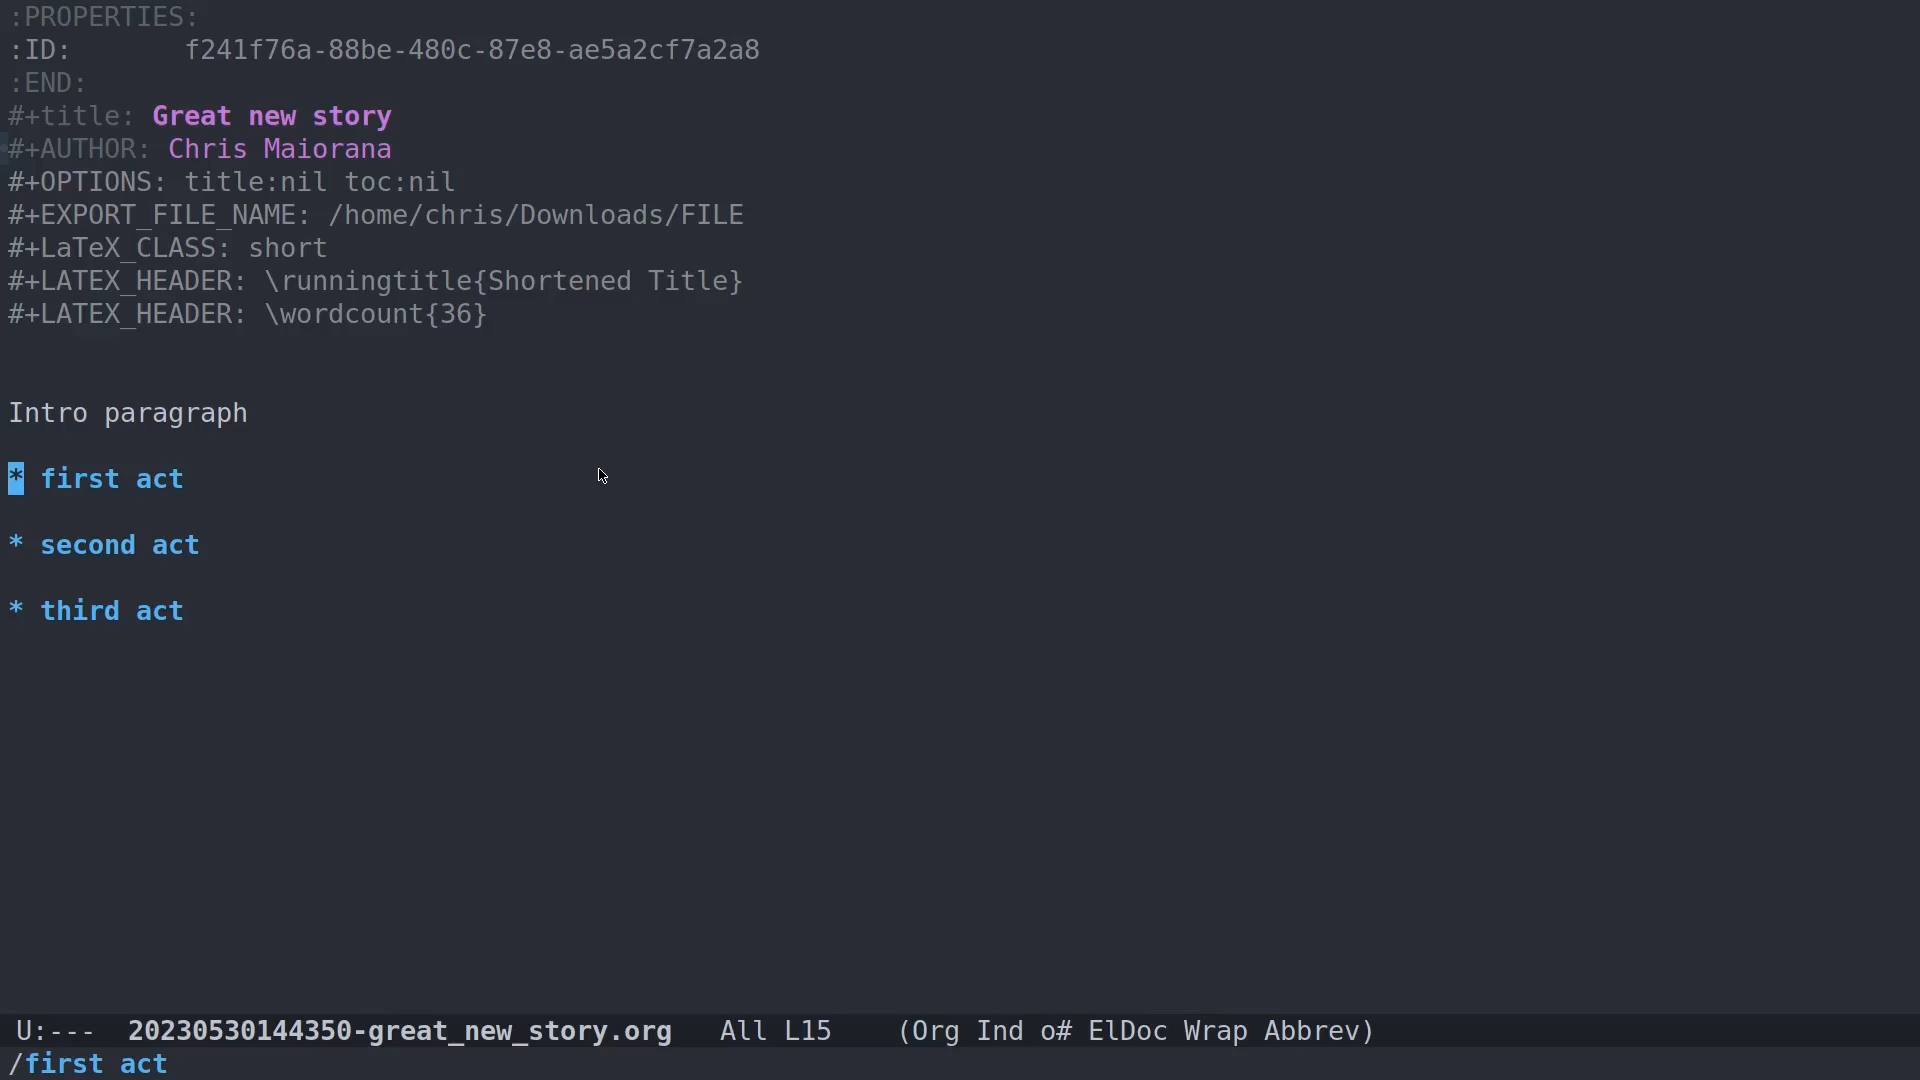 :PROPERTIES:
:ID:       f241f76a-88be-480c-87e8-ae5a2cf7a2a8
:END:
#+title: Great new story
#+AUTHOR: Chris Maiorana
#+OPTIONS: title:nil toc:nil
#+EXPORT_FILE_NAME: /home/chris/Downloads/FILE
#+LaTeX_CLASS: short
#+LATEX_HEADER: \runningtitle{Shortened Title}
#+LATEX_HEADER: \wordcount{36}
Intro paragraph
* first act
* second act
* third act
U:---  20230530144350-great_new_story.org   All L15    (Org Ind o# ElDoc Wrap Abbrev)
/first act